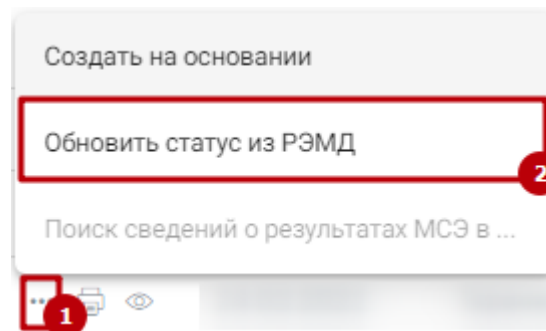 Создать на основании
Обновить статус из РЭМД
2
Поиск сведений о результатах МСЭ в ...
...
1